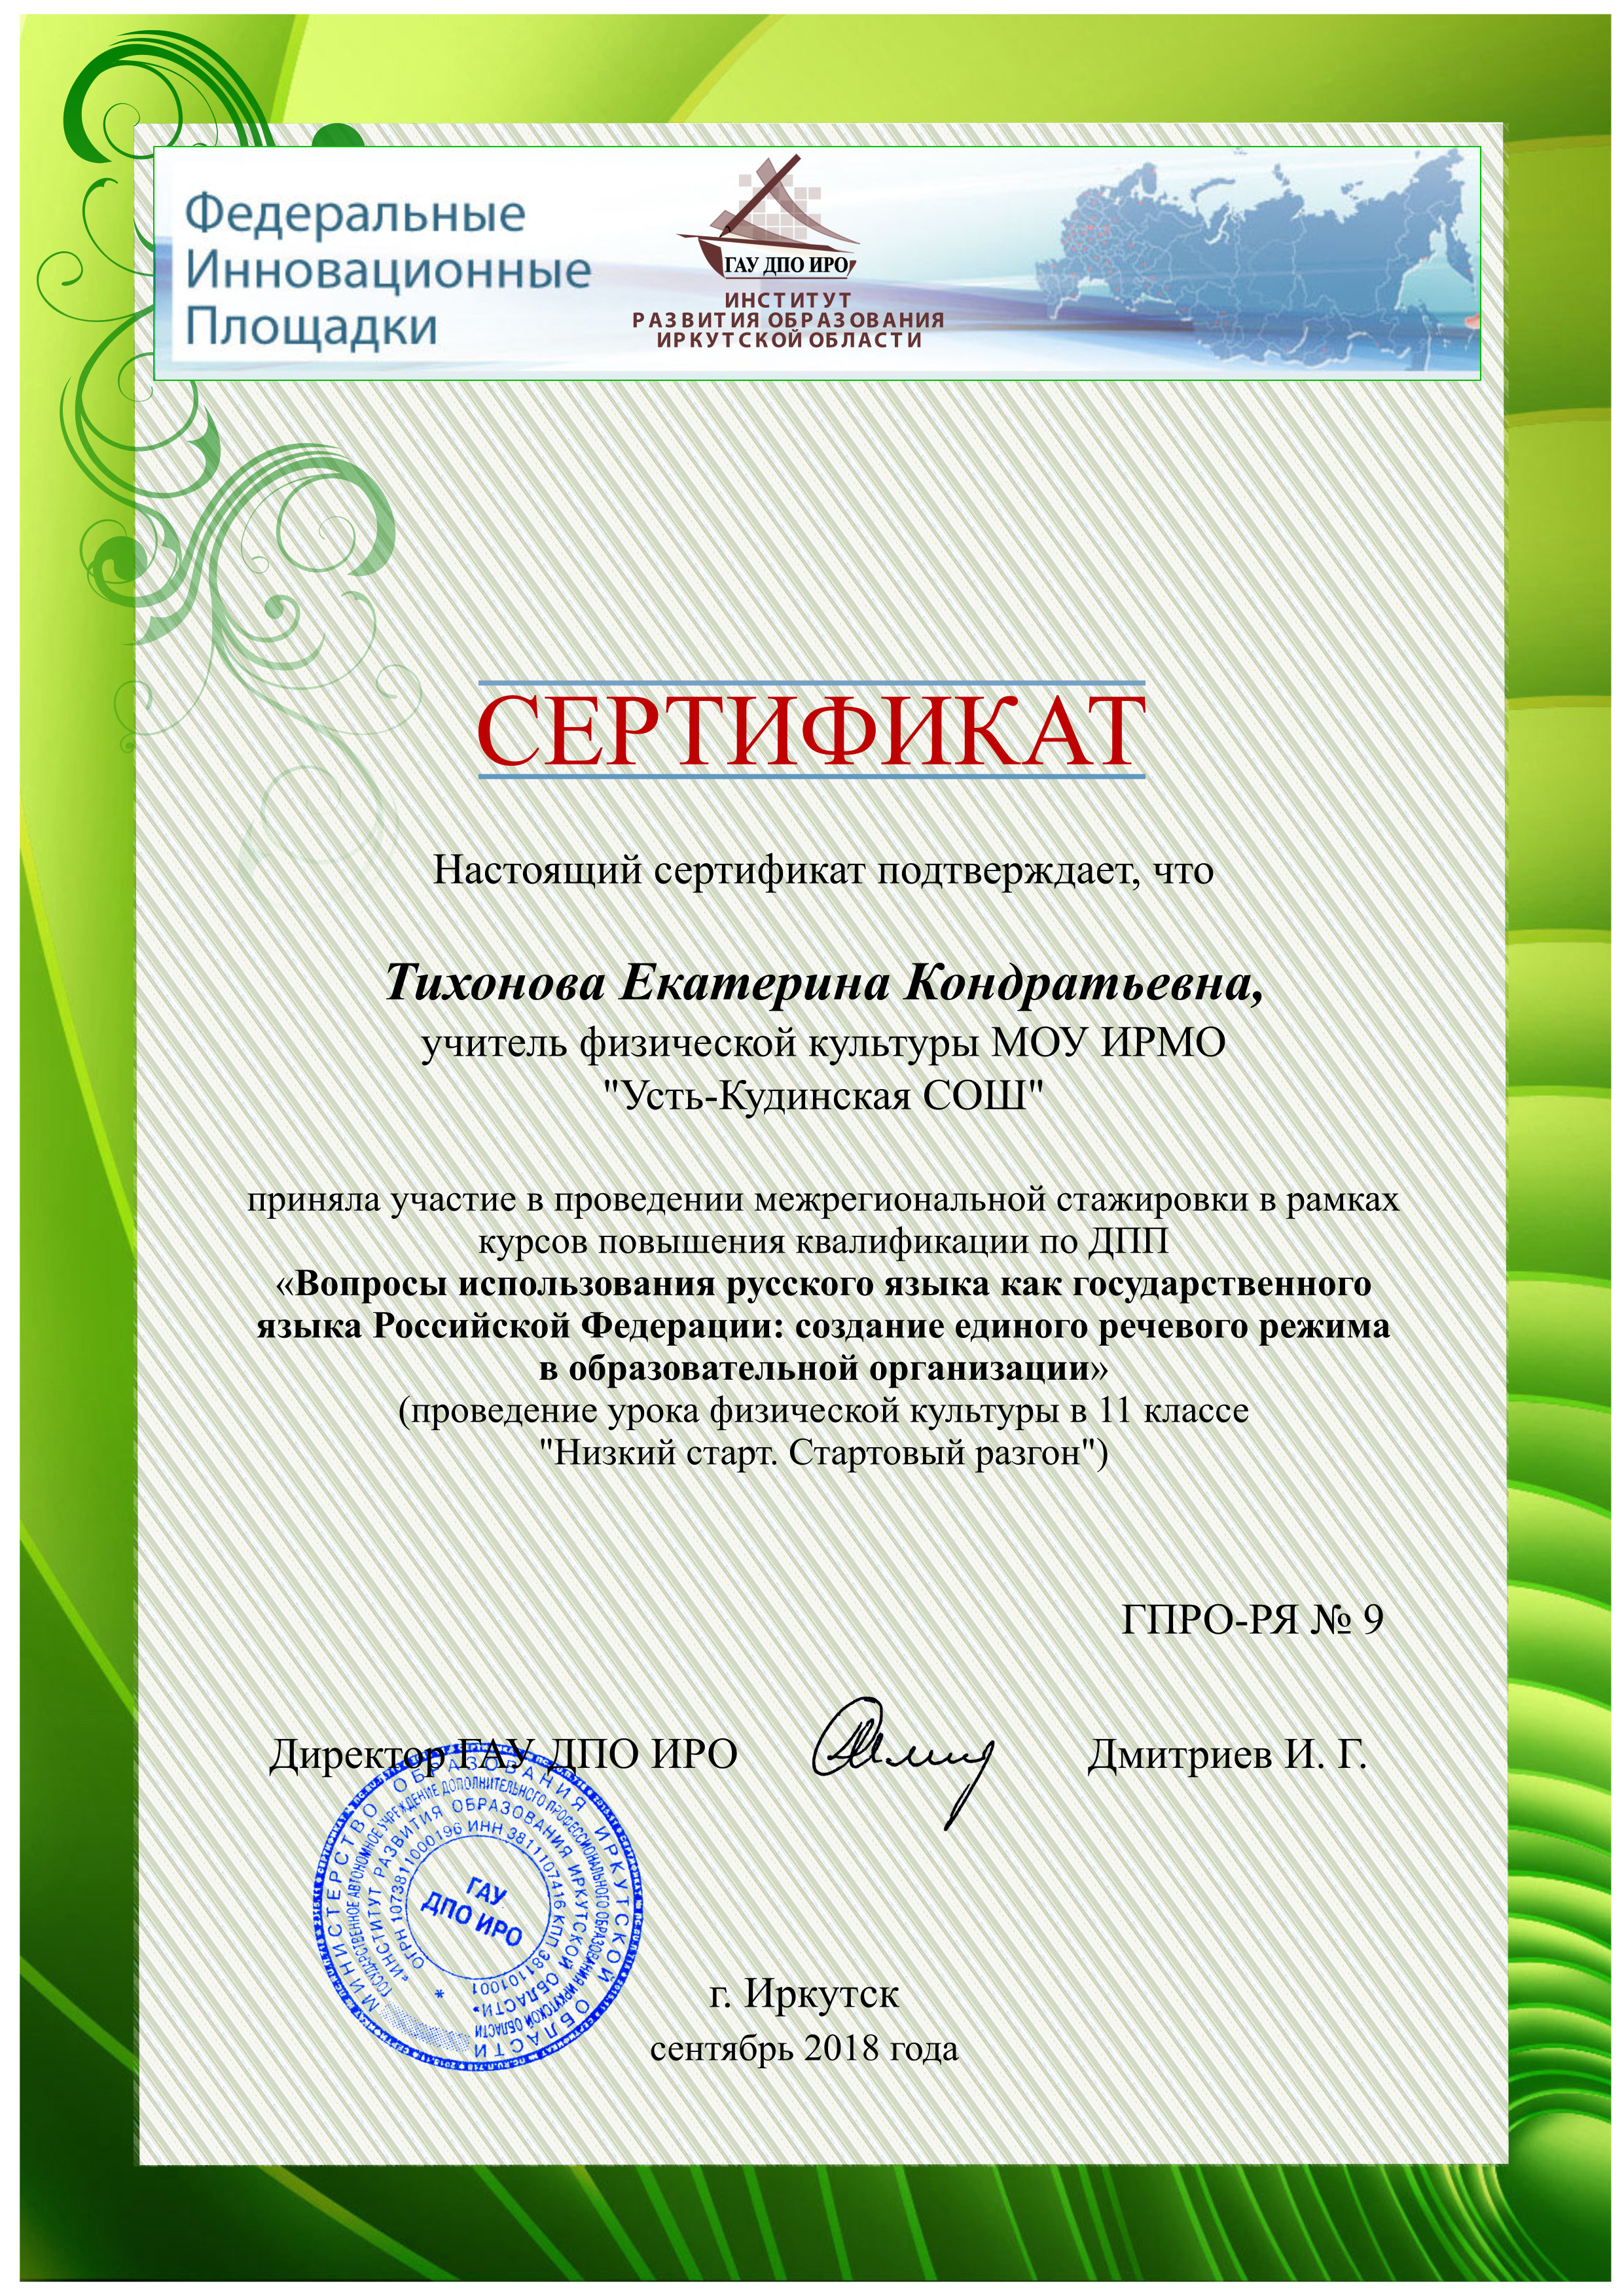 Федеральные
Инновационные
Площадки
ГАУ ДПО ИРО
ИНСТИТУТ
РАЗВИТИЯ ОБРАЗОВАНИЯ
ИРКУТСКОЙ ОБЛАСТИ
СЕРТИФИКАТ
Настоящий сертификат подтверждает, что
Тихонова Екатерина Кондратьевна,
учитель физической культуры МОУ ИРМО
"Усть-Кудинская СОШ"
приняла участие в проведении межрегиональной стажировки в рамках
курсов повышения квалификации по ДПП
«Вопросы использования русского языка как государственного
языка Российской Федерации: создание единого речевого режима
в образовательной организации»
(проведение урока физической культуры в 11 классе
"Низкий старт. Стартовый разгон")
ГПРО-РЯ № 9
Директор ГАУ ДПО ИРО
Дмитриев И. Г.
МИНИСТЕРСТВО ОБРАЗОВАНИЯ ИРКУТСКОЙ ОБЛАСТИ
ГОСУДАРСТВЕННОЕ АВТОНОМНОЕ УЧРЕЖДЕНИЕ ДОПОЛНИТЕЛЬНОГО ПРОФЕССИОНАЛЬНОГО ОБРАЗОВАНИЯ ИРКУТСКОЙ ОБЛАСТИ
«ИНСТИТУТ РАЗВИТИЯ ОБРАЗОВАНИЯ ИРКУТСКОЙ ОБЛАСТИ»
ОГРН 1073811000196 ИНН 3811107416 КПП 381101001
*
ГАУ
ДПО ИРО
г. Иркутск
сентябрь 2018 года